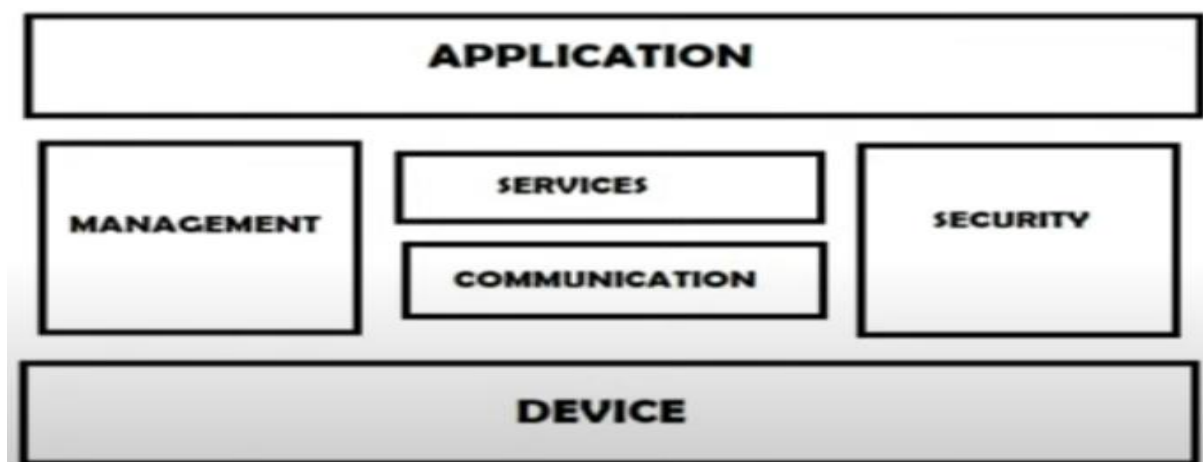 APPLICATION
MANAGEMENT
SERVICES
COMMUNICATION
SECURITY
DEVICE